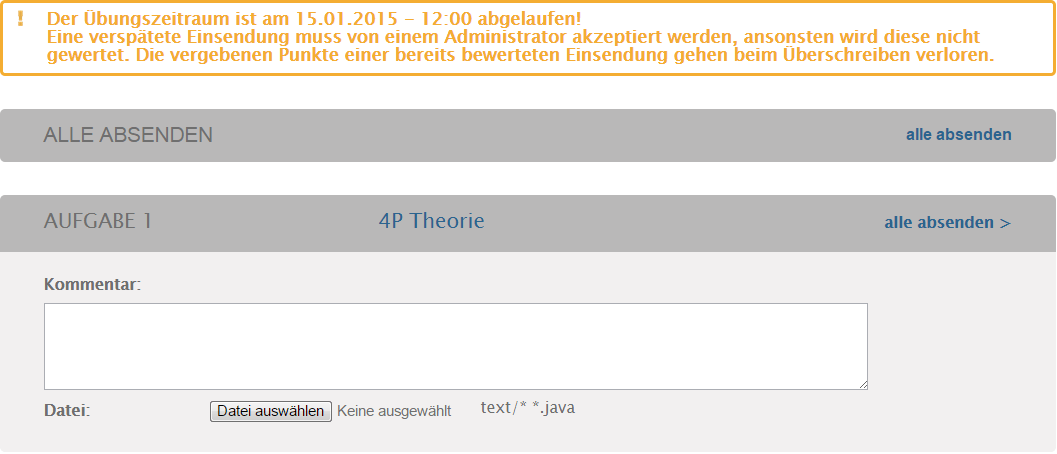 ! Der Übungszeitraum ist am 15.01.2015 - 12:00 abgelaufen!
Eine verspätete Einsendung muss von einem Administrator akzeptiert werden, ansonsten wird diese nicht
gewertet. Die vergebenen Punkte einer bereits bewerteten Einsendung gehen beim Überschreiben verloren.
ALLE ABSENDEN alle absenden
AUFGABE 1 4P Theorie alle absenden >
Kommentar:
Datei: Datei auswählen Keine ausgewählt text/* *.java